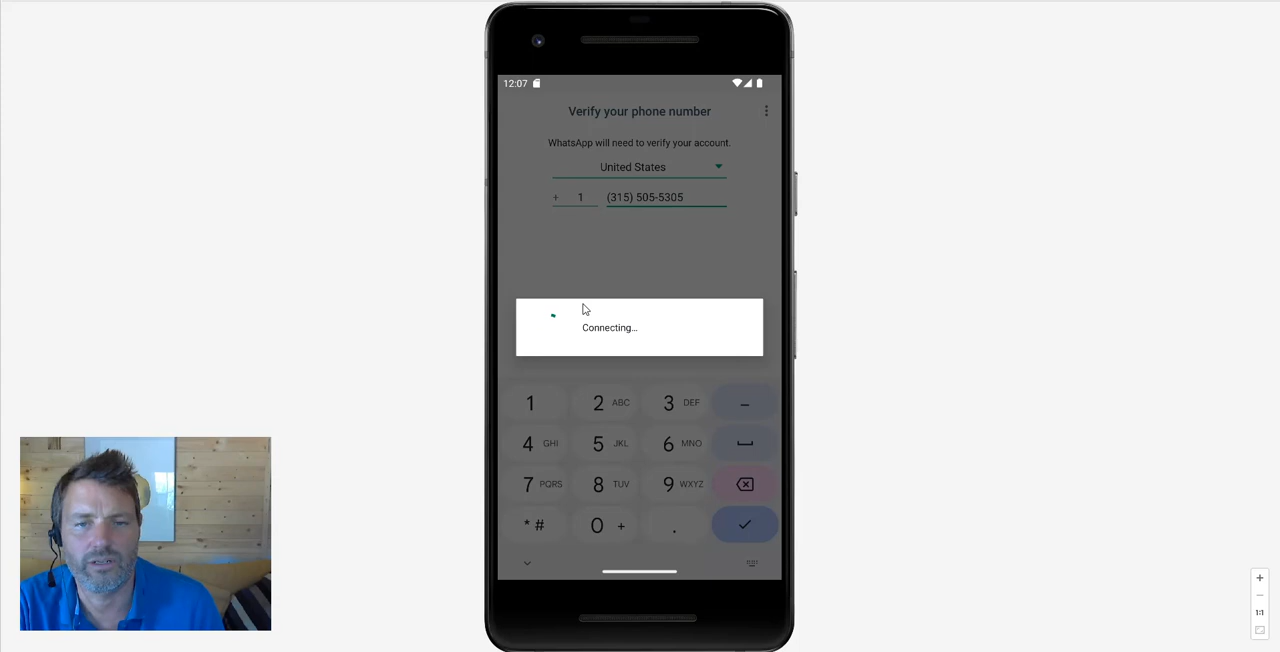 12:07
Verify your phone number
WhatsApp will need to verify your account.
United States
+ 1 (315) 505-5305
Connecting...
1 2 ABC 3 DEF _
4 GHI 5 JKL 6 MNO
7 PQRS 8 TUV 9 WXYZ
* # 0 + .
+
−
1:1